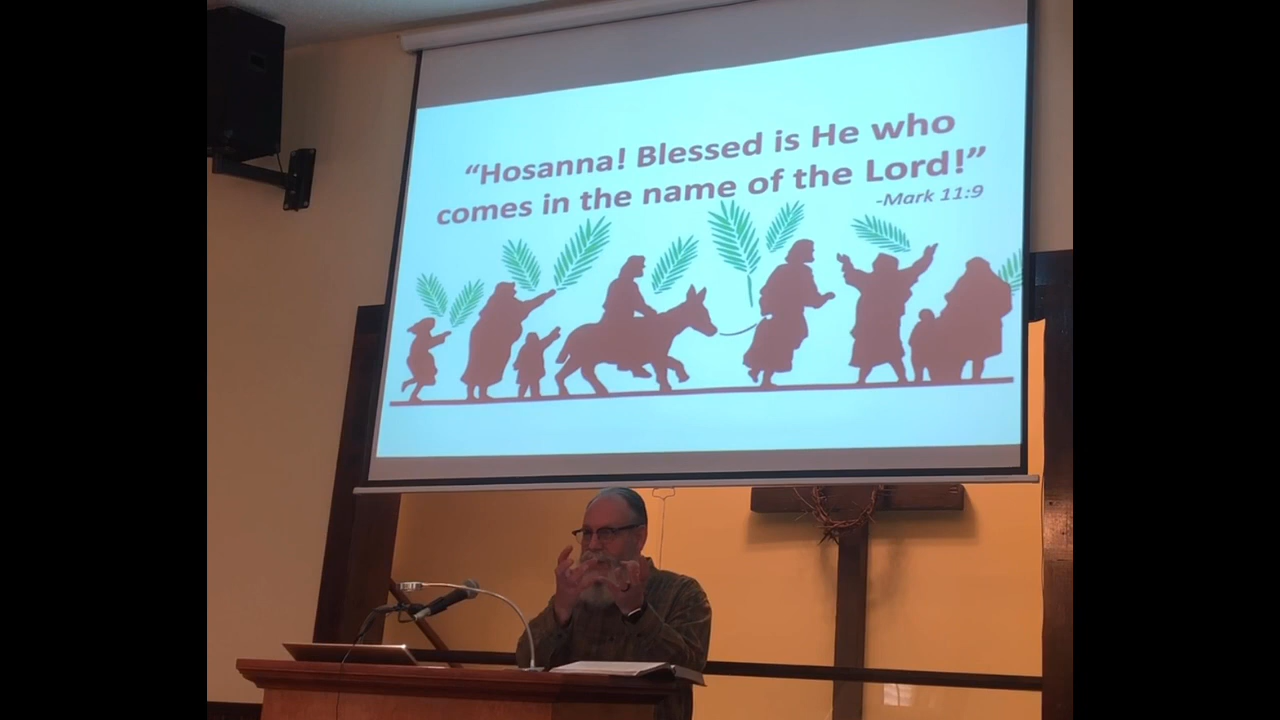 “Hosanna! Blessed is He who
comes in the name of the Lord!”
-Mark 11:9